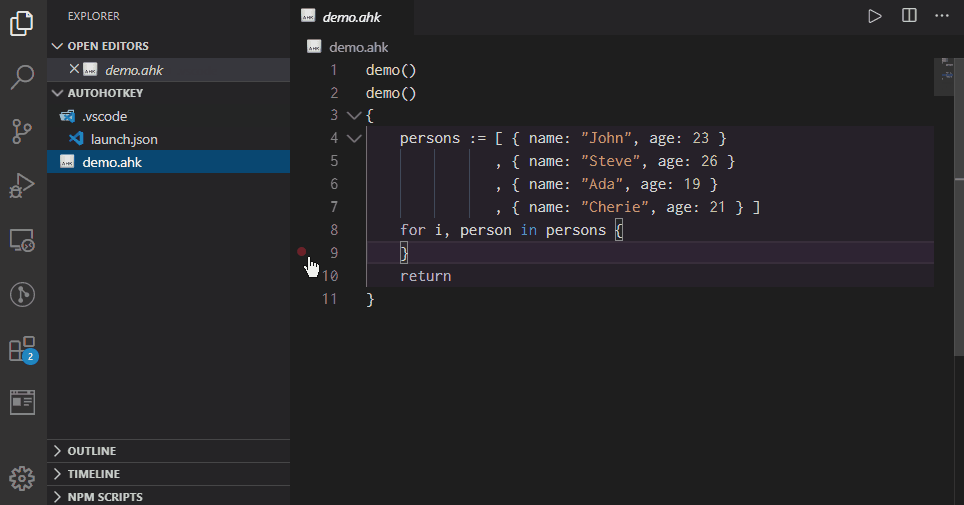 EXPLORER
OPEN EDITORS
demo.ahk
AUTOHOTKEY
.vscode
launch.json
demo.ahk
2
OUTLINE
TIMELINE
NPM SCRIPTS
demo.ahk
demo.ahk
1 demo()
2 demo()
3 {
4 persons := [ { name: "John", age: 23 }
5 , { name: "Steve", age: 26 }
6 , { name: "Ada", age: 19 }
7 , { name: "Cherie", age: 21 } ]
8 for i, person in persons {
9 }
10 return
11 }